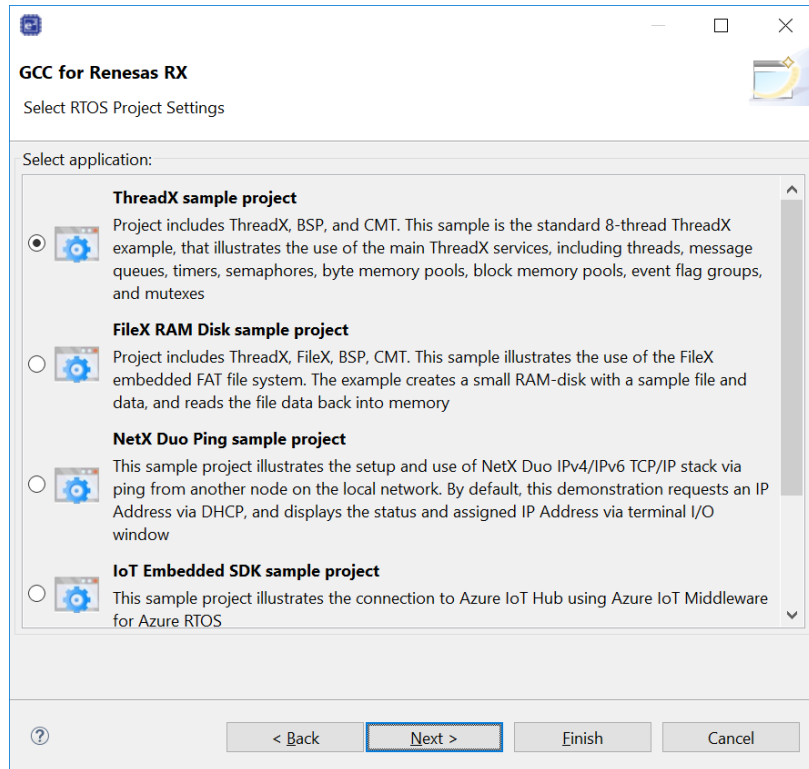 GCC for Renesas RX
Select RTOS Project Settings
Select application:
ThreadX sample project
Project includes ThreadX, BSP, and CMT. This sample is the standard 8-thread ThreadX
example, that illustrates the use of the main ThreadX services, including threads, message
queues, timers, semaphores, byte memory pools, block memory pools, event flag groups,
and mutexes
FileX RAM Disk sample project
Project includes ThreadX, FileX, BSP, CMT. This sample illustrates the use of the FileX
embedded FAT file system. The example creates a small RAM-disk with a sample file and
data, and reads the file data back into memory
NetX Duo Ping sample project
This sample project illustrates the setup and use of NetX Duo IPv4/IPv6 TCP/IP stack via
ping from another node on the local network. By default, this demonstration requests an IP
Address via DHCP, and displays the status and assigned IP Address via terminal I/O
window
IoT Embedded SDK sample project
This sample project illustrates the connection to Azure IoT Hub using Azure IoT Middleware
for Azure RTOS
? < Back Next > Finish Cancel